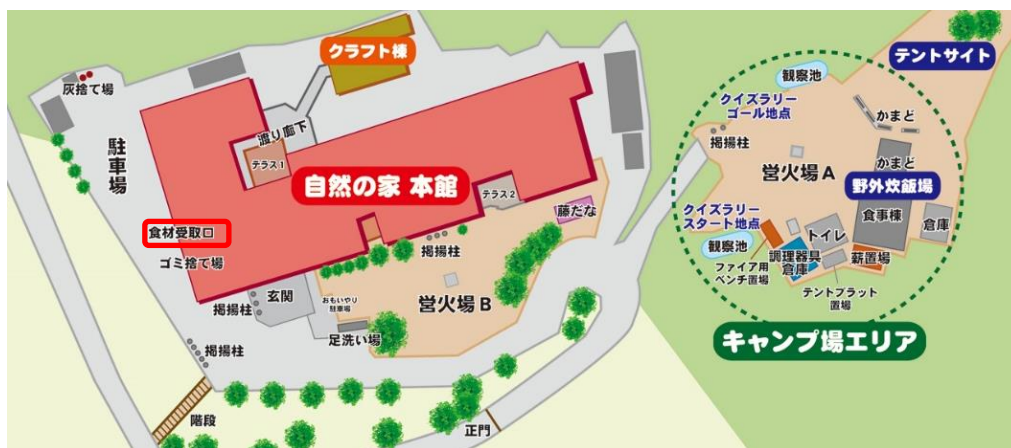 クラフト棟
灰捨て場
渡り廊下
テラス1
駐車場
自然の家 本館
テラス2
藤だな
食材受取口
ゴミ捨て場
掲揚柱
掲揚柱
玄関
おもいやり
駐車場
営火場B
足洗い場
掲揚柱
階段
正門
テントサイト
観察池
クイズラリー
ゴール地点
かまど
掲揚柱
かまど
営火場A
野外炊飯場
クイズラリー
スタート地点
食事棟
倉庫
トイレ
観察池
調理器具
倉庫
薪置場
ファイア用
ベンチ置場
テントプラット
置場
キャンプ場エリア